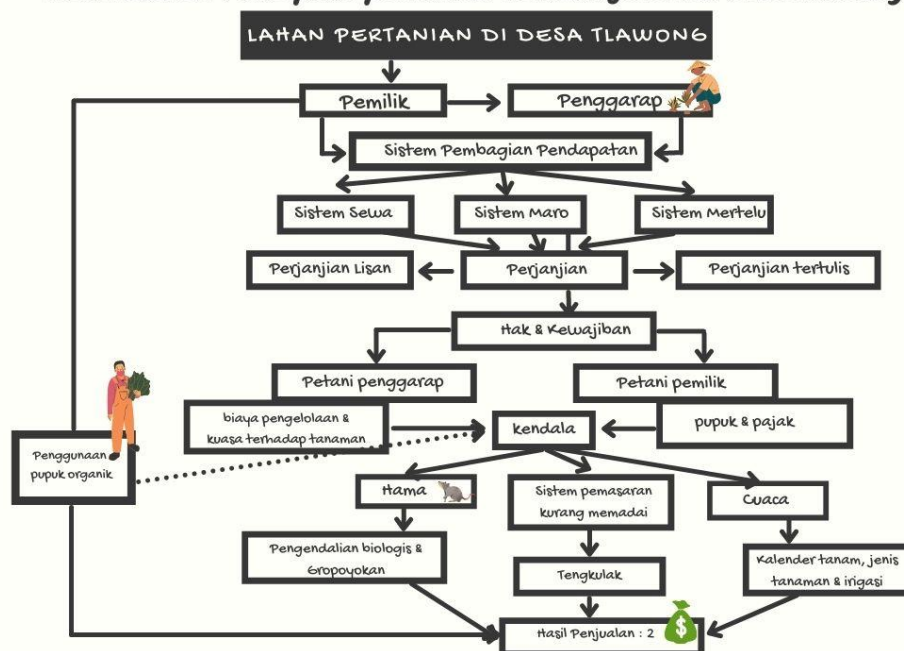 LAHAN PERTANIAN DI DESA TLAWONG
Pemilik
Penggarap
Sistem Pembagian Pendapatan
Sistem Sewa
Sistem Maro
Sistem Mertelu
Perjanjian Lisan
Perjanjian
Perjanjian tertulis
Hak & Kewajiban
Petani penggarap
Petani pemilik
biaya pengelolaan &
kuasa terhadap tanaman
kendala
pupuk & pajak
Penggunaan
pupuk organik
Hama
Sistem pemasaran
kurang memadai
Cuaca
Pengendalian biologis &
Gropoyokan
Tengkulak
Kalender tanam, jenis
tanaman & irigasi
Hasil Penjualan : 2
$